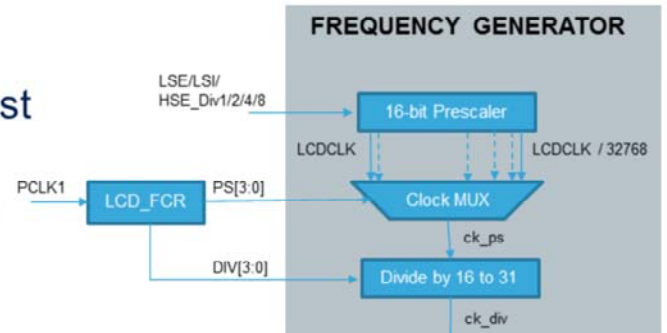 FREQUENCY GENERATOR
st
LSE/LSI/
HSE_Div1/2/4/8
16-bit Prescaler
LCDCLK
LCDCLK / 32768
PCLK1
LCD_FCR
PS[3:0]
Clock MUX
ck_ps
DIV[3:0]
Divide by 16 to 31
ck_div